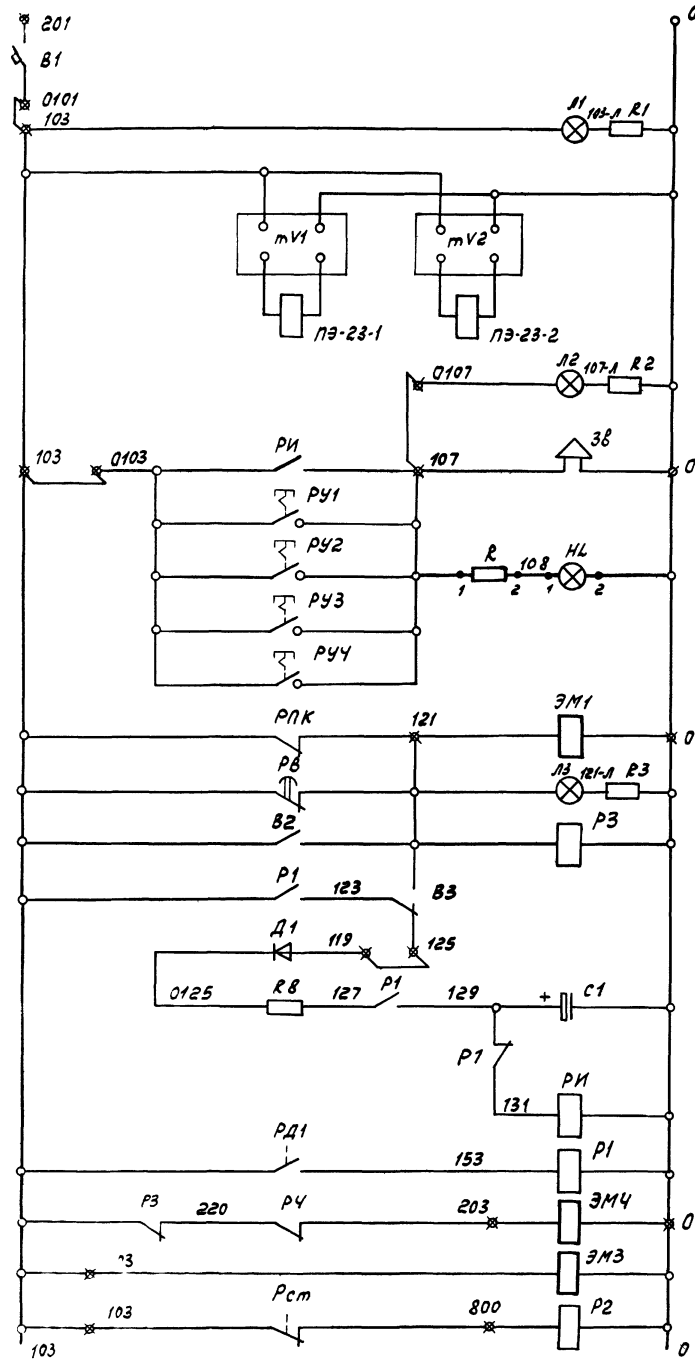 201
0
В1
0101
103
Л1 103-Л R1
mV1
mV2
ПЭ-23-1
ПЭ-23-2
0107
Л2 107-Л R2
103
0103
РИ
107
Зв
0
РУ1
РУ2
R 108 HL
1 2 1 2
РУ3
РУ4
РПК
121
ЭМ1
0
РВ
Л3 121-Л R3
В2
Р3
Р1 123
В3
Д1 119
125
0125
R8 127 Р1 129
+ С1
Р1
131
РИ
РД1
153
Р1
Р3 220 Р4
203
ЭМ4
0
ЭМ3
103
Рст
800
Р2
103
0